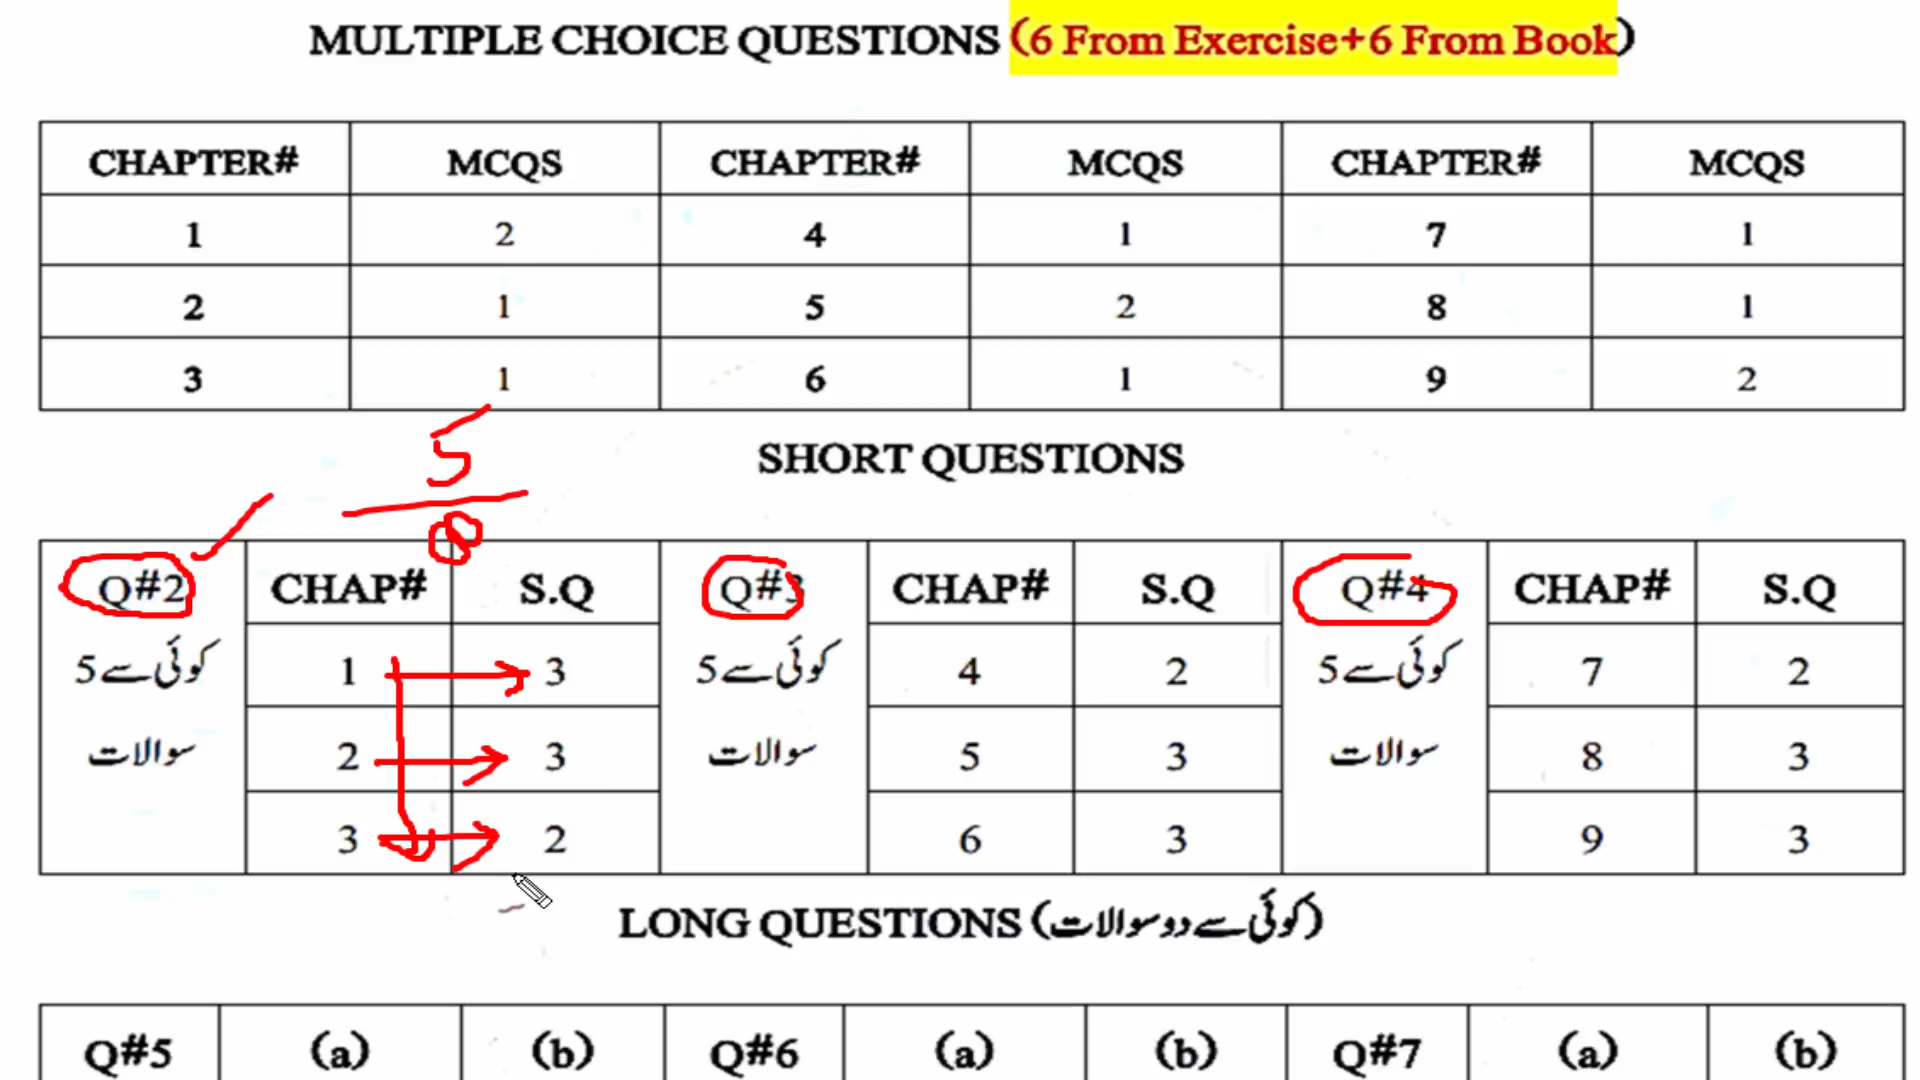 MULTIPLE CHOICE QUESTIONS (6 From Exercise+6 From Book)
CHAPTER# MCQS CHAPTER# MCQS CHAPTER# MCQS
1 2 4 1 7 1
2 1 5 2 8 1
3 1 6 1 9 2
5
8
SHORT QUESTIONS
Q#2 CHAP# S.Q Q#3 CHAP# S.Q Q#4 CHAP# S.Q
کوئی سے 5 1 3 کوئی سے 5 4 2 کوئی سے 5 7 2
سوالات 2 3 سوالات 5 3 سوالات 8 3
3 2 6 3 9 3
LONG QUESTIONS (کوئی سے دو سوالات)
Q#5 (a) (b) Q#6 (a) (b) Q#7 (a) (b)